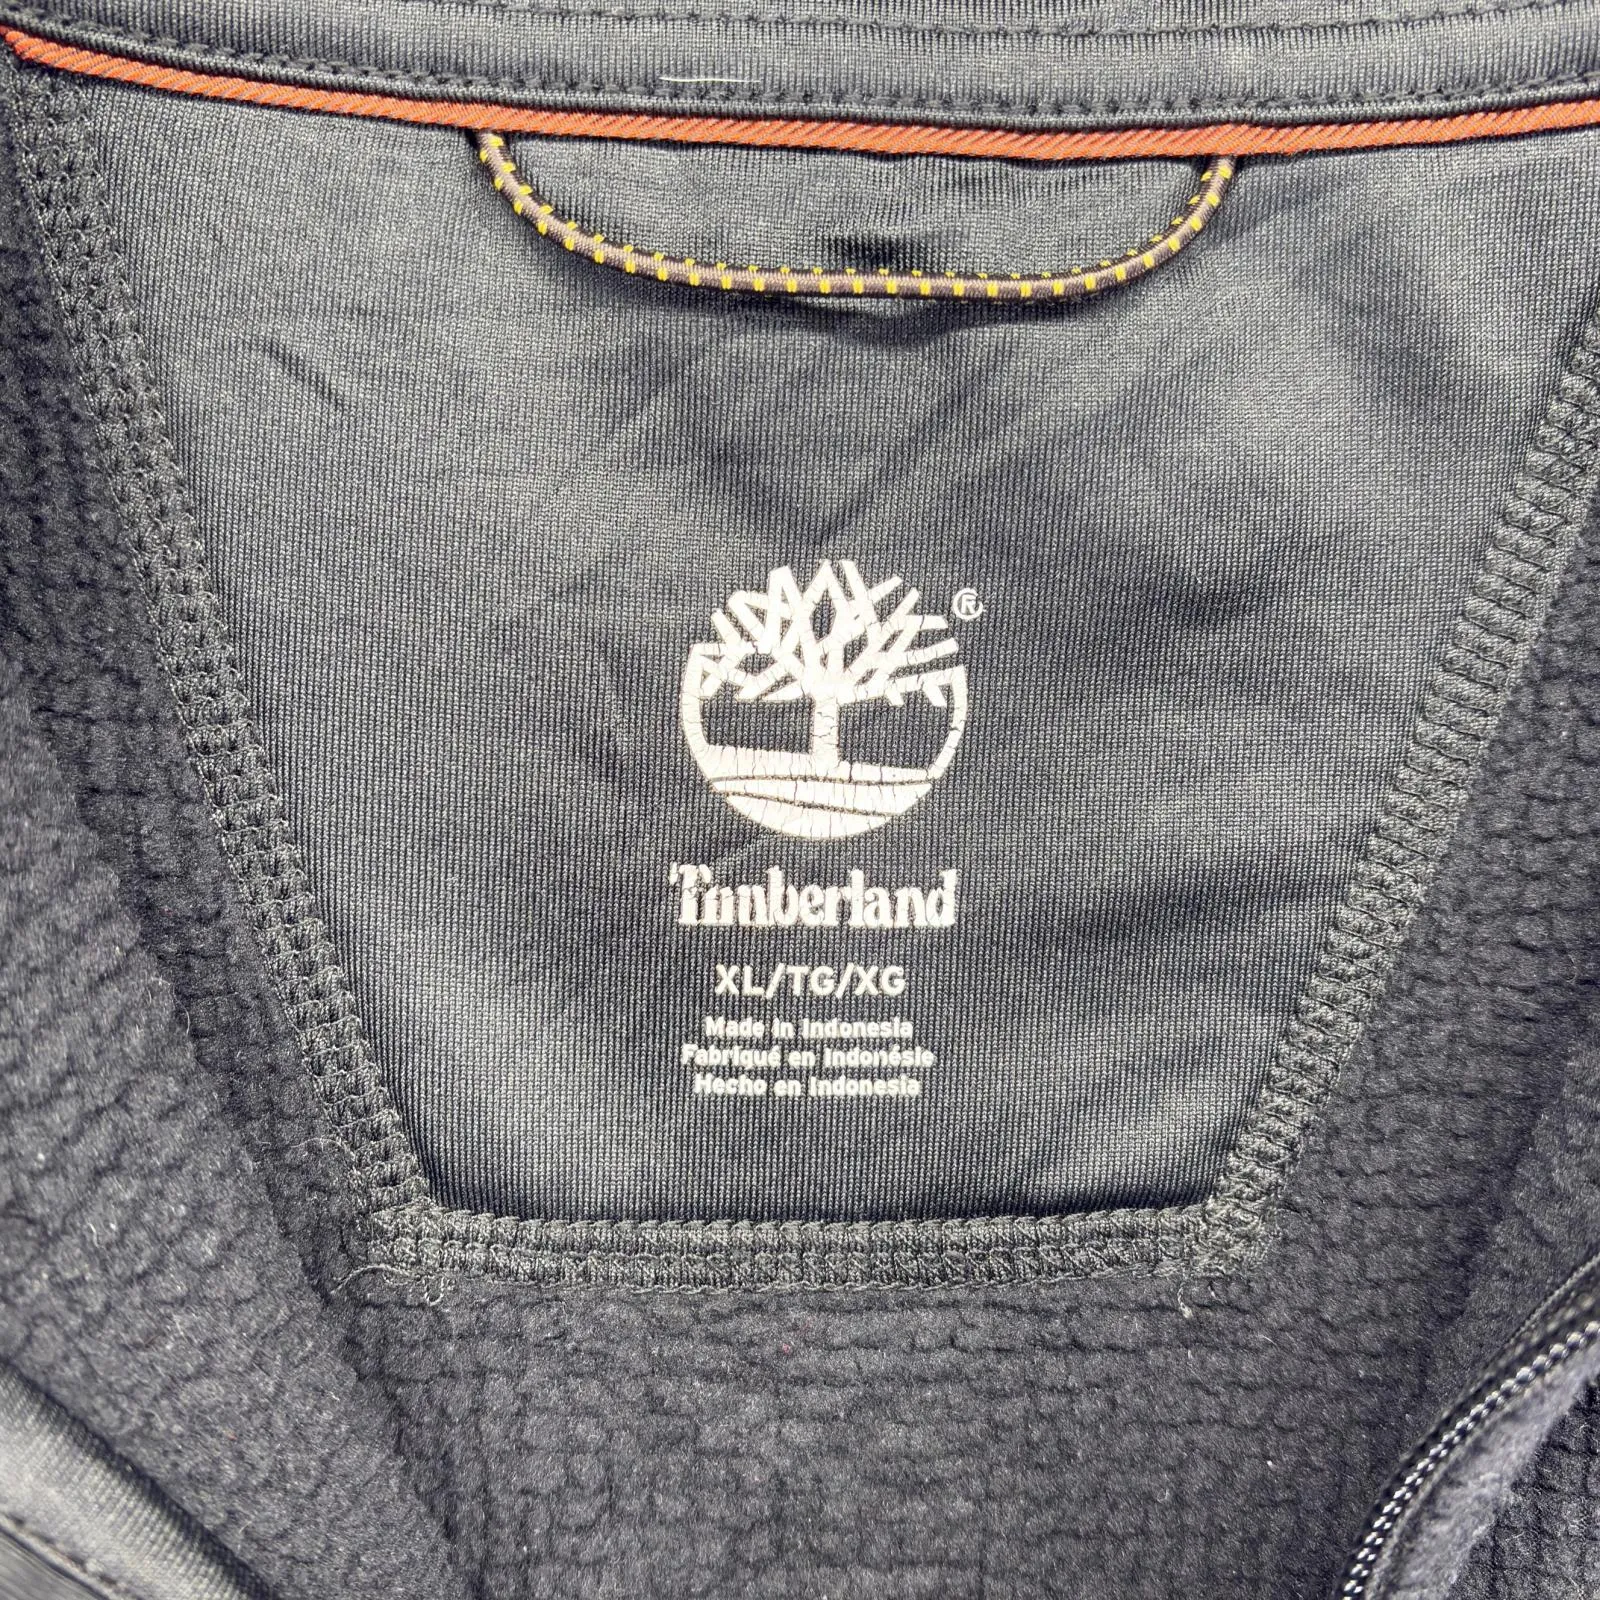 ®
Timberland
XL/TG/XG
Made in Indonesia
Fabriqué en Indonésie
Hecho en Indonesia